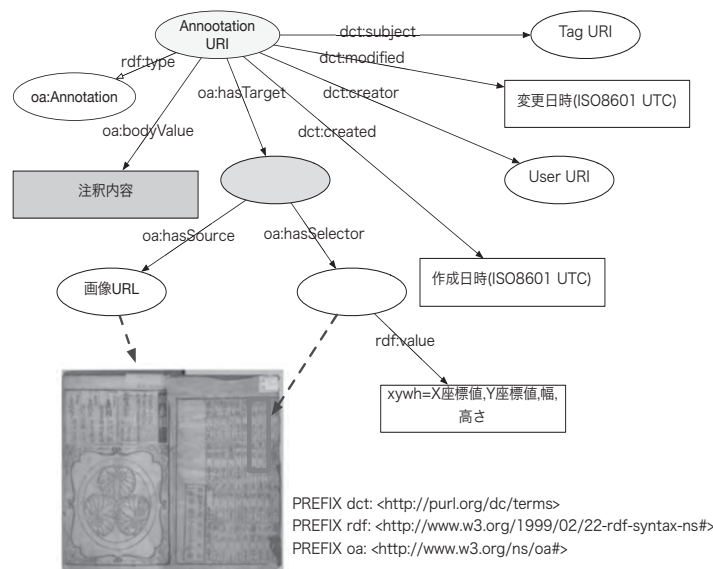 Annootation
URI
Tag URI
dct:subject
rdf:type
dct:modified
oa:Annotation
oa:hasTarget
dct:creator
変更日時(ISO8601 UTC)
oa:bodyValue
dct:created
注釈内容
User URI
oa:hasSource
oa:hasSelector
画像URL
作成日時(ISO8601 UTC)
rdf:value
xywh=X座標値,Y座標値,幅,
高さ
PREFIX dct: <http://purl.org/dc/terms>
PREFIX rdf: <http://www.w3.org/1999/02/22-rdf-syntax-ns#>
PREFIX oa: <http://www.w3.org/ns/oa#>